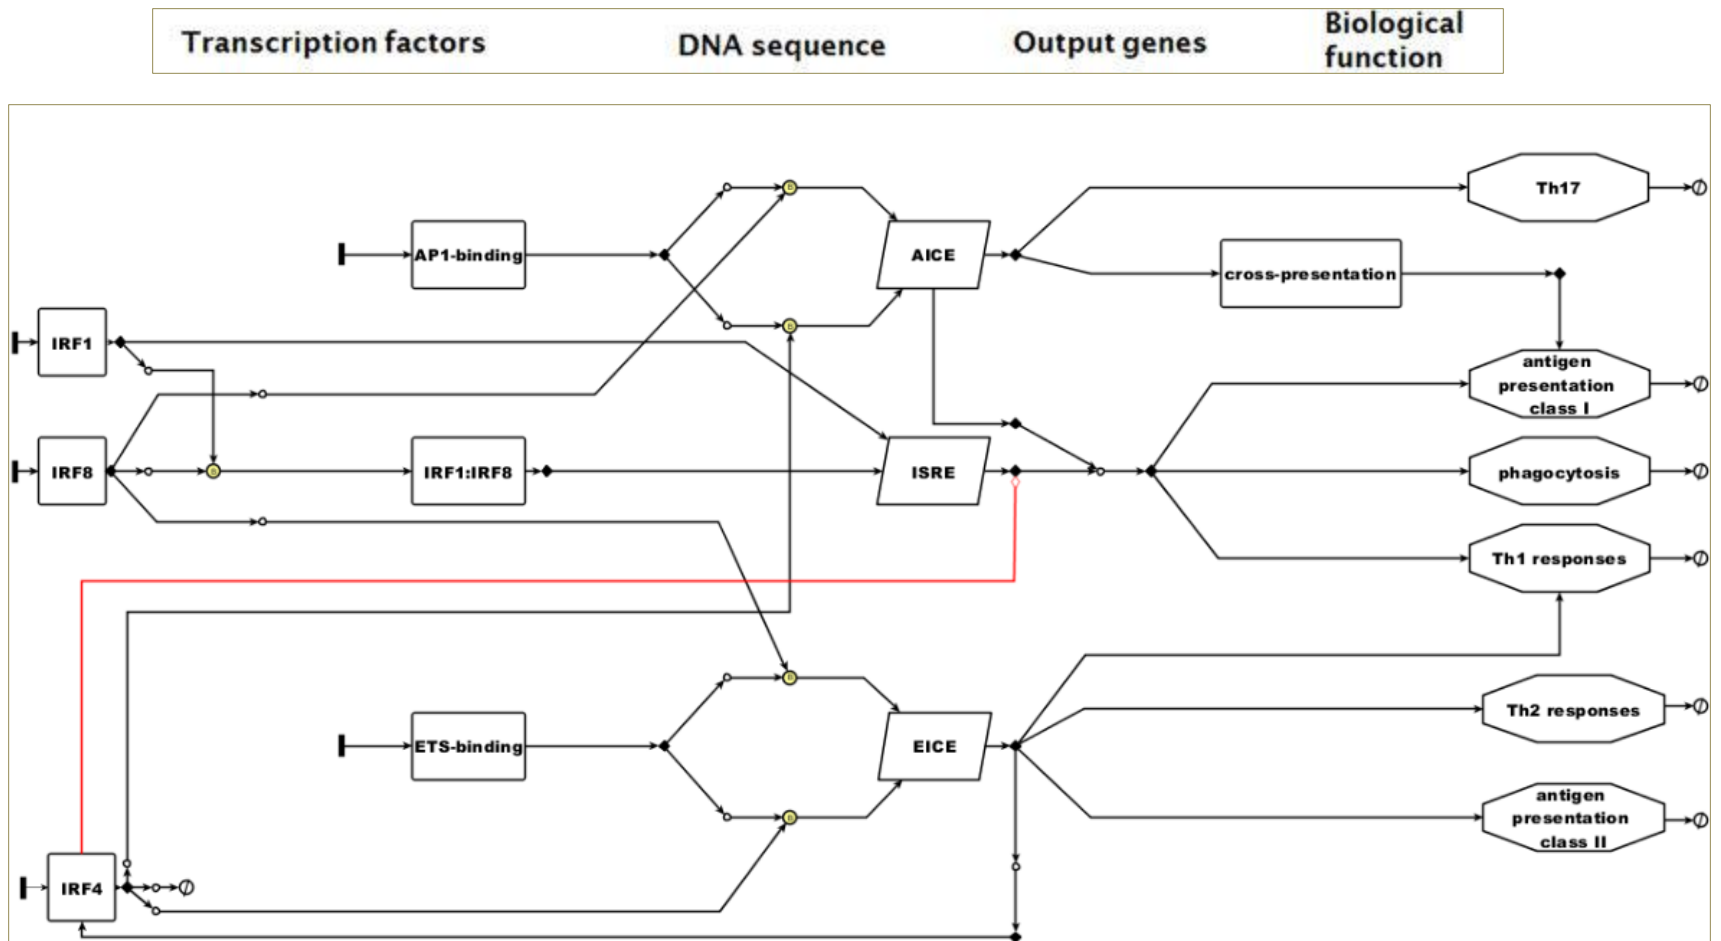 Transcription factors
DNA sequence
Output genes
Biological
function
Th17
AP1-binding
B
AICE
cross-presentation
B
IRF1
antigen
presentation
class I
IRF8
B
IRF1:IRF8
ISRE
phagocytosis
Th1 responses
B
Th2 responses
ETS-binding
EICE
antigen
presentation
class II
B
IRF4